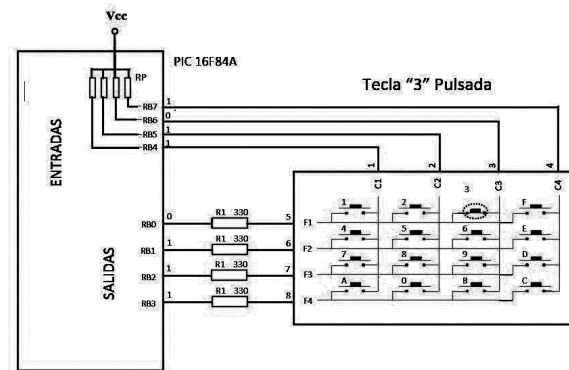 Vcc
PIC 16F84A
RP
Tecla "3" Pulsada
ENTRADAS
RB7 1
RB6 0
RB5 1
RB4 1
1 2 3 4
C1 C2 C3 C4
3
1 2 F
RB0 0 R1 330 5 F1
4 5 6 E
RB1 1 R1 330 6 F2
7 8 9 D
RB2 1 R1 330 7 F3
A 0 B C
RB3 1 R1 330 8 F4
SALIDAS